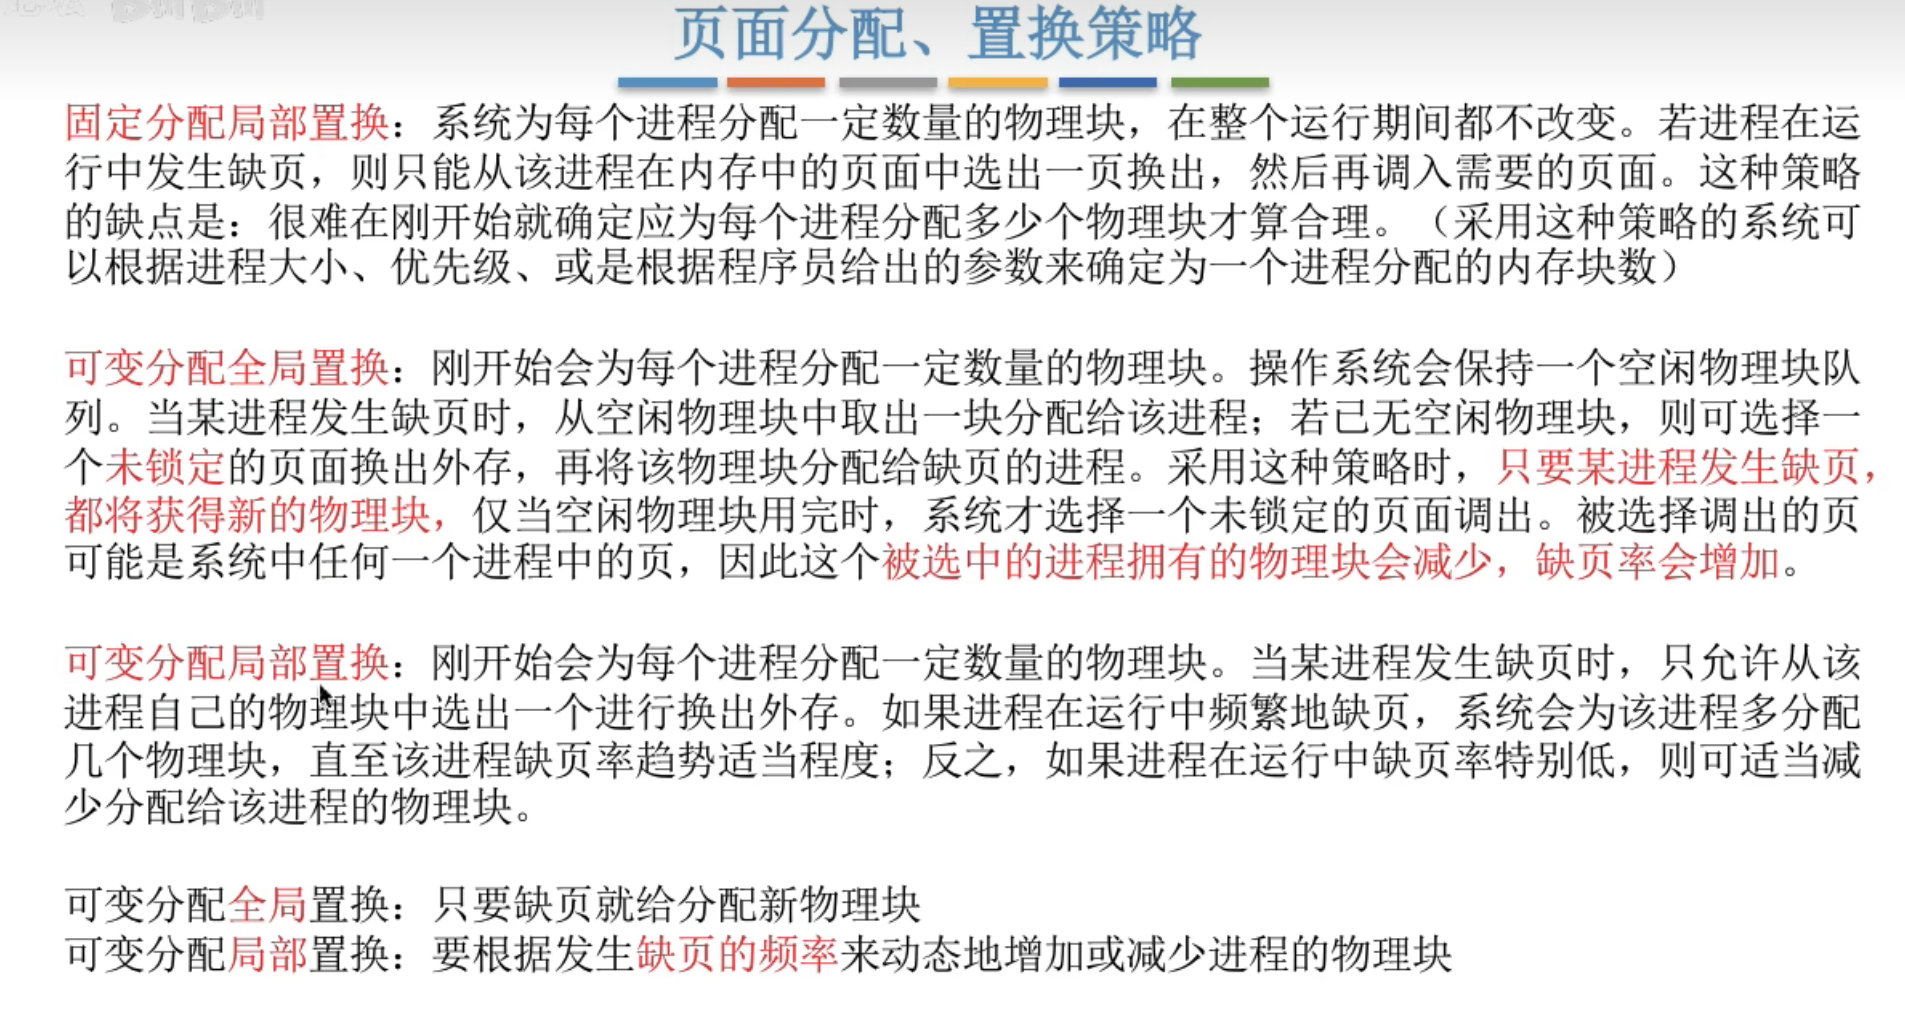 页面分配、置换策略
固定分配局部置换：系统为每个进程分配一定数量的物理块，在整个运行期间都不改变。若进程在运
行中发生缺页，则只能从该进程在内存中的页面中选出一页换出，然后再调入需要的页面。这种策略
的缺点是：很难在刚开始就确定应为每个进程分配多少个物理块才算合理。（采用这种策略的系统可
以根据进程大小、优先级、或是根据程序员给出的参数来确定为一个进程分配的内存块数）
可变分配全局置换：刚开始会为每个进程分配一定数量的物理块。操作系统会保持一个空闲物理块队
列。当某进程发生缺页时，从空闲物理块中取出一块分配给该进程；若已无空闲物理块，则可选择一
个未锁定的页面换出外存，再将该物理块分配给缺页的进程。采用这种策略时，只要某进程发生缺页，
都将获得新的物理块，仅当空闲物理块用完时，系统才选择一个未锁定的页面调出。被选择调出的页
可能是系统中任何一个进程中的页，因此这个被选中的进程拥有的物理块会减少，缺页率会增加。
可变分配局部置换：刚开始会为每个进程分配一定数量的物理块。当某进程发生缺页时，只允许从该
进程自己的物理块中选出一个进行换出外存。如果进程在运行中频繁地缺页，系统会为该进程多分配
几个物理块，直至该进程缺页率趋势适当程度；反之，如果进程在运行中缺页率特别低，则可适当减
少分配给该进程的物理块。
可变分配全局置换：只要缺页就给分配新物理块
可变分配局部置换：要根据发生缺页的频率来动态地增加或减少进程的物理块